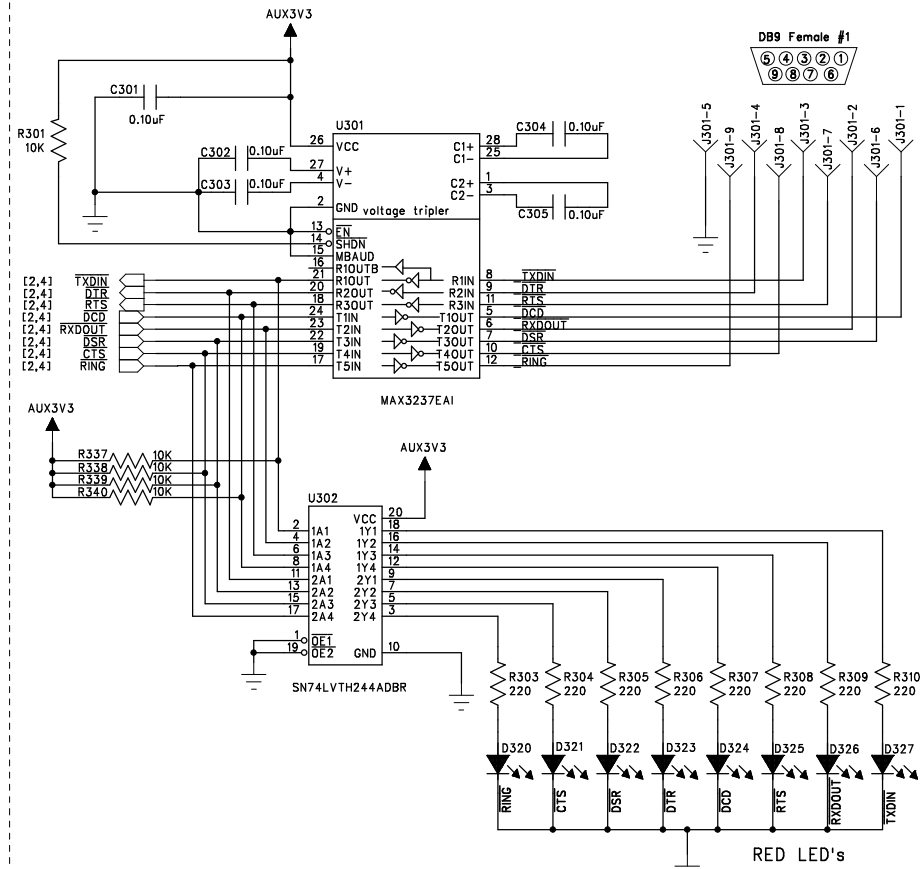 AUX3V3
DB9 Female #1
5 4 3 2 1
9 8 7 6
C301
0.10uF
R301
10K
U301
J301-5
J301-9
J301-4
J301-8
J301-3
J301-7
J301-2
J301-6
J301-1
26 VCC C1+ 28
C1- 25
C304 0.10uF
C302 0.10uF
27 V+
C303 0.10uF
4 V-
C2+ 1
C2- 3
C305 0.10uF
2 GND
voltage tripler
13 EN
14 SHDN
15 MBAUD
16 R1OUTB
[2,4] TXDIN 21 R1OUT R1IN 8 TXDIN
[2,4] DTR 20 R2OUT R2IN 9 DTR
[2,4] RTS 18 R3OUT R3IN 11 RTS
[2,4] DCD 24 T1IN T1OUT 5 DCD
[2,4] RXDOUT 23 T2IN T2OUT 6 RXDOUT
[2,4] DSR 22 T3IN T3OUT 7 DSR
[2,4] CTS 19 T4IN T4OUT 10 CTS
[2,4] RING 17 T5IN T5OUT 12 RING
MAX3237EAI
AUX3V3
R337 10K
R338 10K
R339 10K
R340 10K
AUX3V3
U302
VCC 20
2 1A1 1Y1 18
4 1A2 1Y2 16
6 1A3 1Y3 14
8 1A4 1Y4 12
11 2A1 2Y1 9
13 2A2 2Y2 7
15 2A3 2Y3 5
17 2A4 2Y4 3
1 OE1
19 OE2 GND 10
SN74LVTH244ADBR
R303 220
R304 220
R305 220
R306 220
R307 220
R308 220
R309 220
R310 220
D320
D321
D322
D323
D324
D325
D326
D327
RING
CTS
DSR
DTR
DCD
RTS
RXDOUT
TXDIN
RED LED's